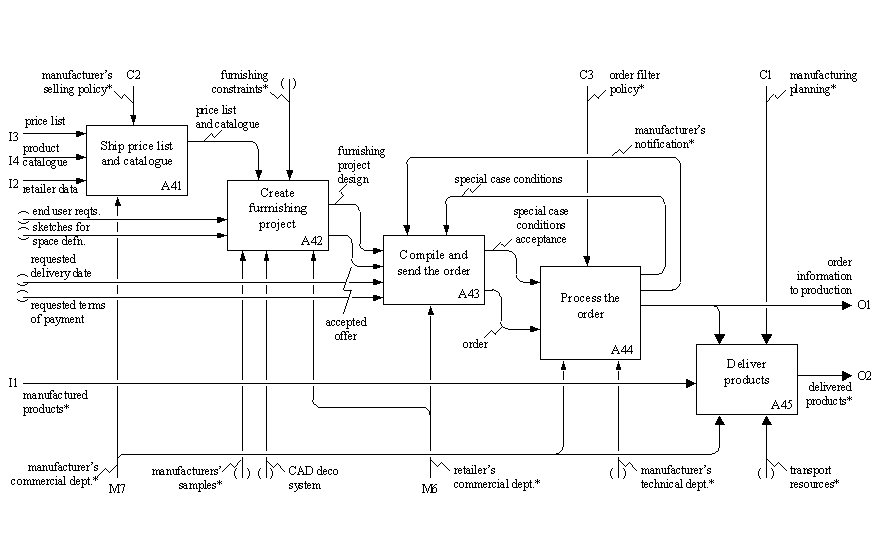 manufacturer's
selling policy*
C2
furnishing
constraints*
( )
C3
order filter
policy*
C1
manufacturing
planning*
price list
I3
product
I4
catalogue
I2
retailer data
Ship price list
and catalogue
A41
price list
and catalogue
manufacturer's
notification*
furnishing
project
design
special case conditions
end user reqts.
sketches for
space defn.
Create
furnishing
project
A42
special case
conditions
acceptance
requested
delivery date
requested terms
of payment
Compile and
send the order
A43
accepted
offer
order
Process the
order
A44
order
information
to production
O1
Deliver
products
A45
O2
delivered
products*
I1
manufactured
products*
manufacturer's
commercial dept.*
M7
manufacturers'
samples*
( )
( )
CAD deco
system
M6
retailer's
commercial dept.*
( )
manufacturer's
technical dept.*
( )
transport
resources*